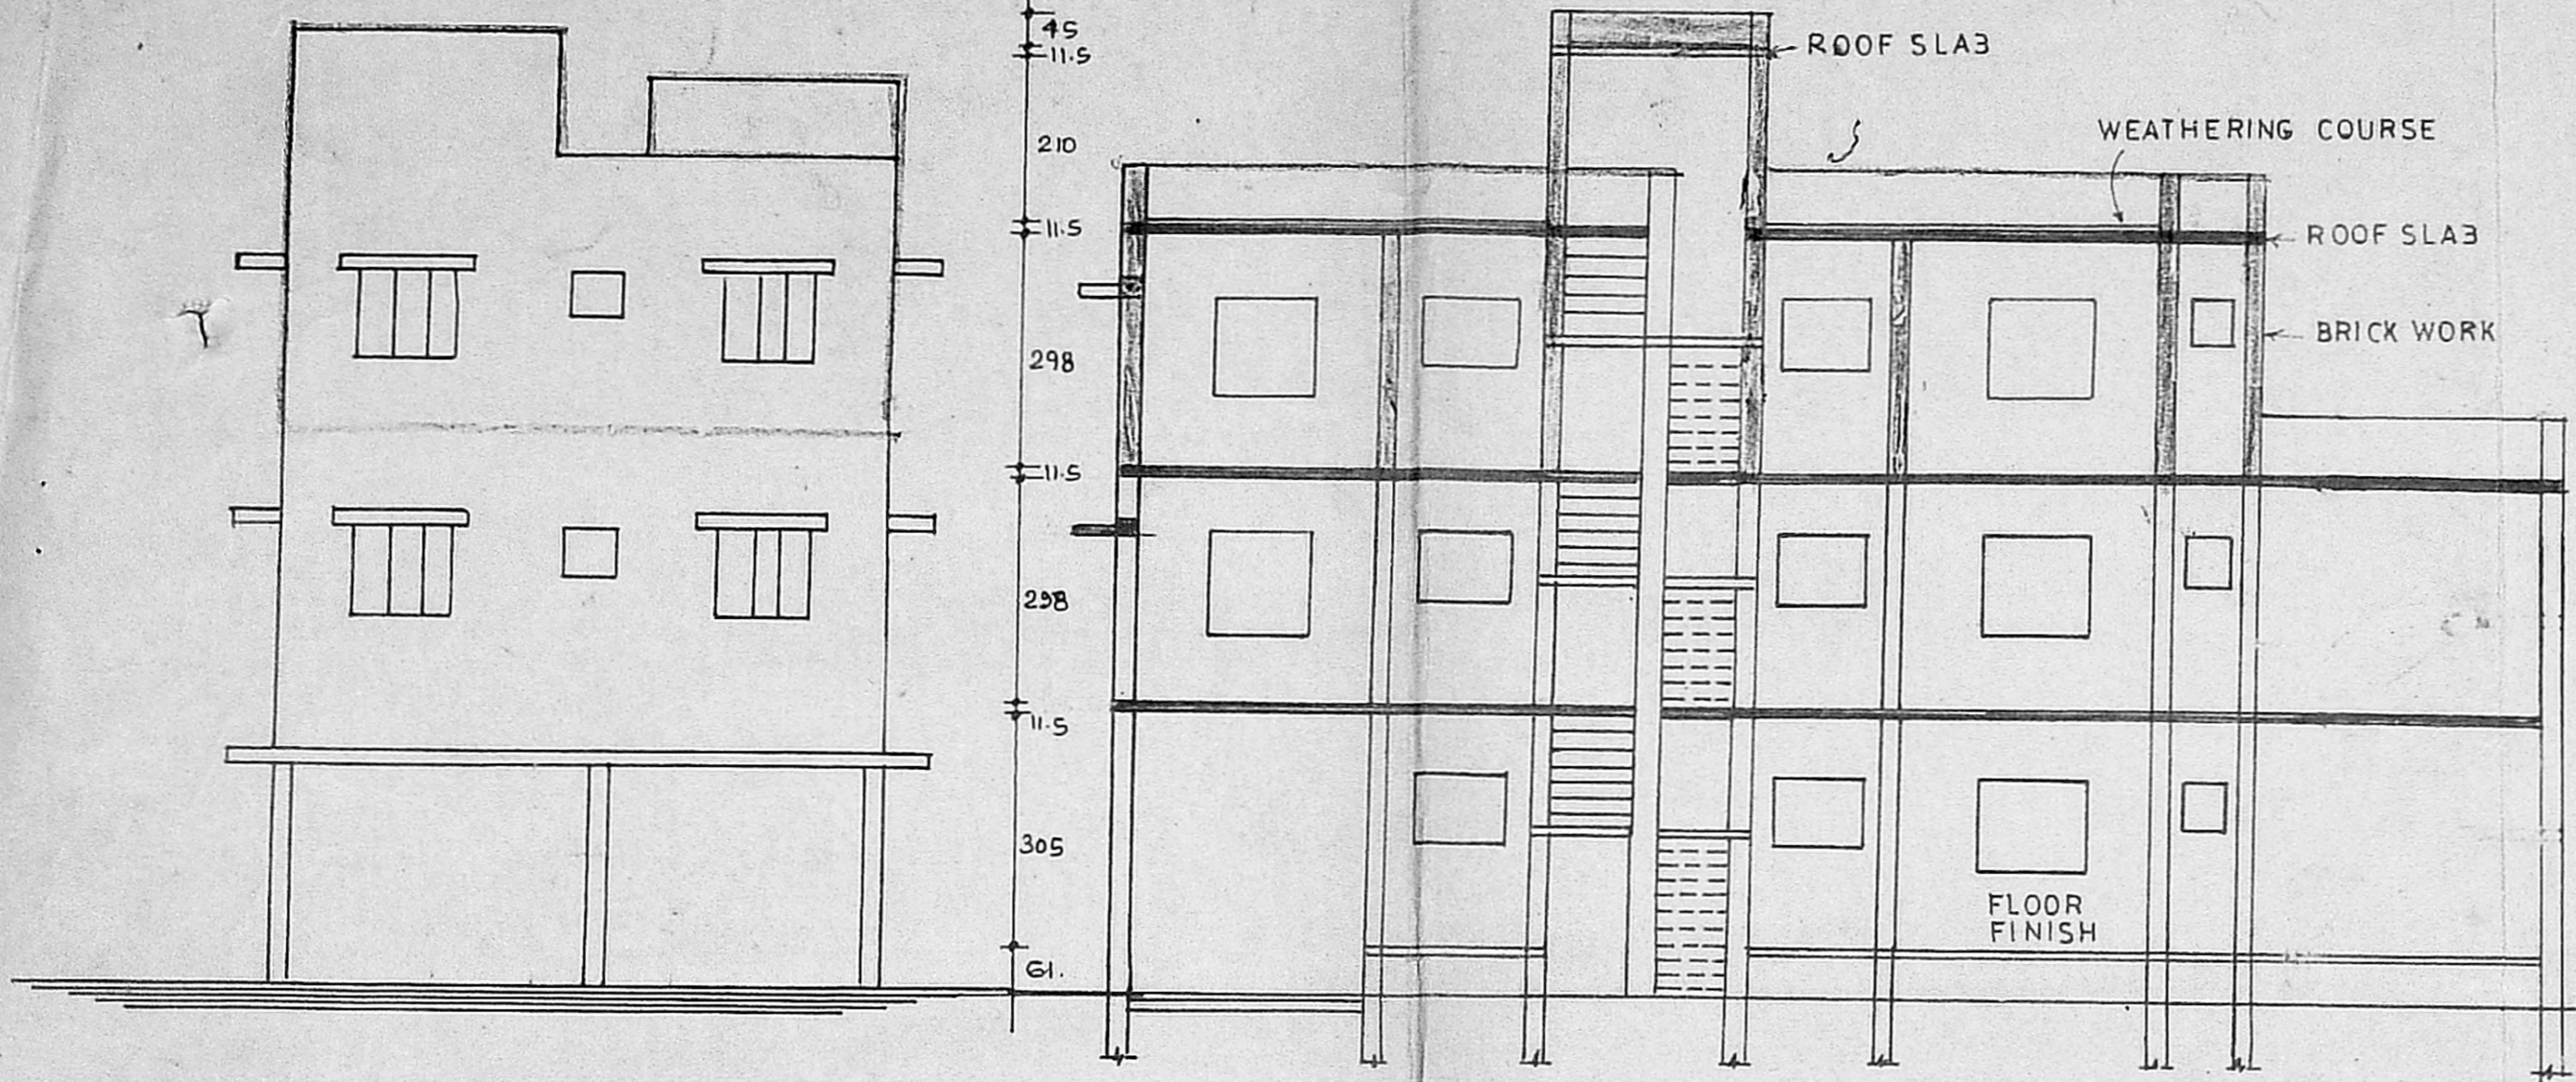 45
11.5
ROOF SLAB
210
WEATHERING COURSE
11.5
ROOF SLAB
BRICK WORK
298
11.5
298
11.5
305
FLOOR
FINISH
61.